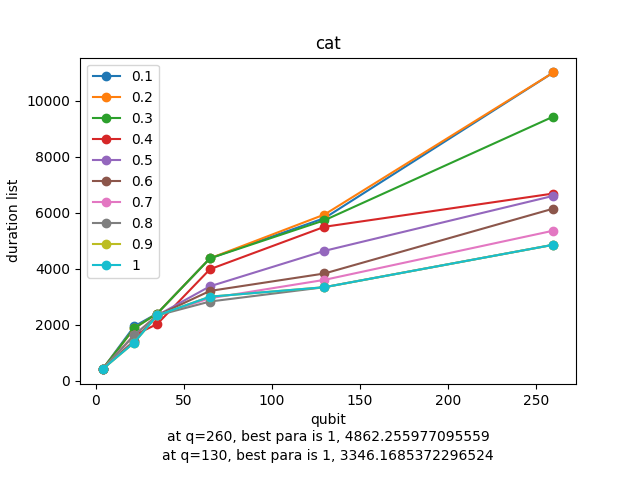 cat
0.1
0.2
0.3
0.4
0.5
0.6
0.7
0.8
0.9
1
duration list
10000
8000
6000
4000
2000
0
0 50 100 150 200 250
qubit
at q=260, best para is 1, 4862.255977095559
at q=130, best para is 1, 3346.1685372296524